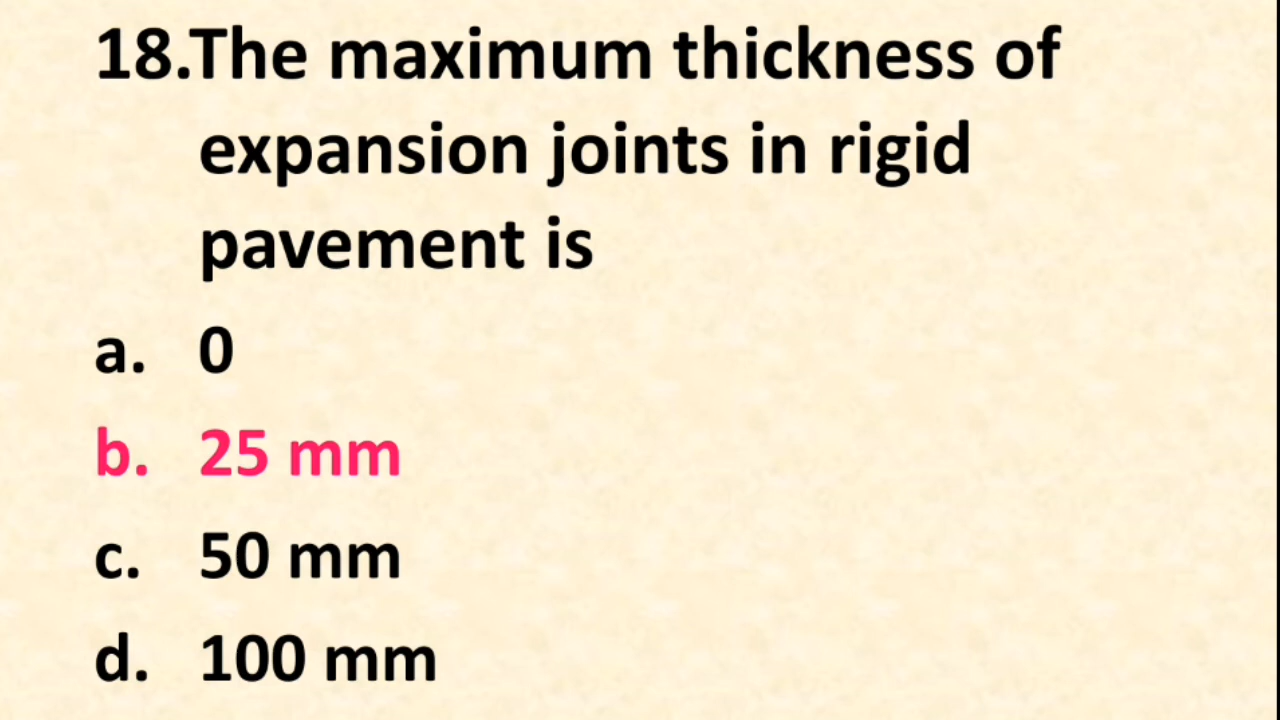 18.The maximum thickness of
expansion joints in rigid
pavement is
a. 0
b. 25 mm
c. 50 mm
d. 100 mm